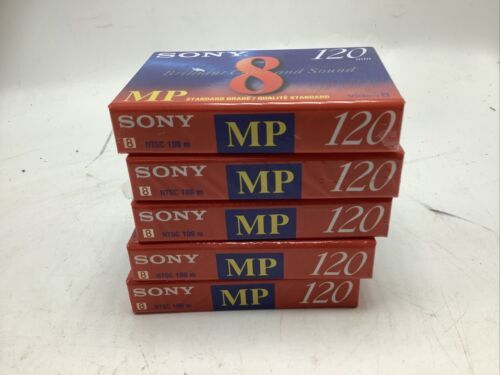 SONY 120 min
8
Brilliant Color and Sound
MP STANDARD GRADE / QUALITÉ STANDARD
SONY MP 120
8 NTSC 106 m
SONY MP 120
8 NTSC 106 m
SONY MP 120
8 NTSC 106 m
SONY MP 120
8 NTSC 106 m
SONY MP 120
8 NTSC 106 m